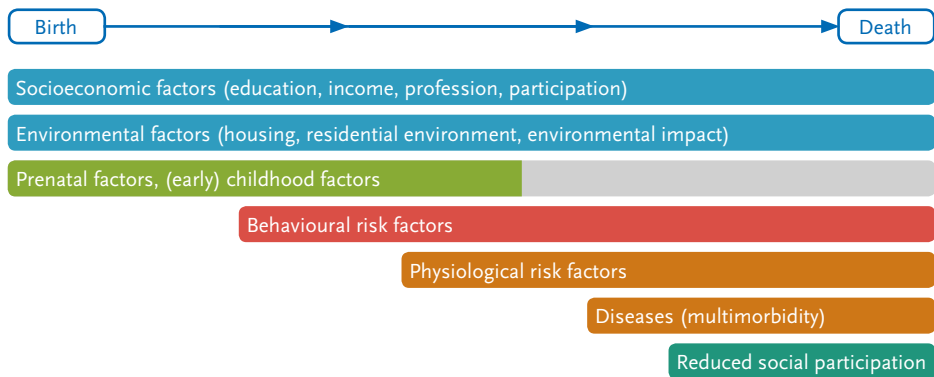 Birth
Death
Socioeconomic factors (education, income, profession, participation)
Environmental factors (housing, residential environment, environmental impact)
Prenatal factors, (early) childhood factors
Behavioural risk factors
Physiological risk factors
Diseases (multimorbidity)
Reduced social participation